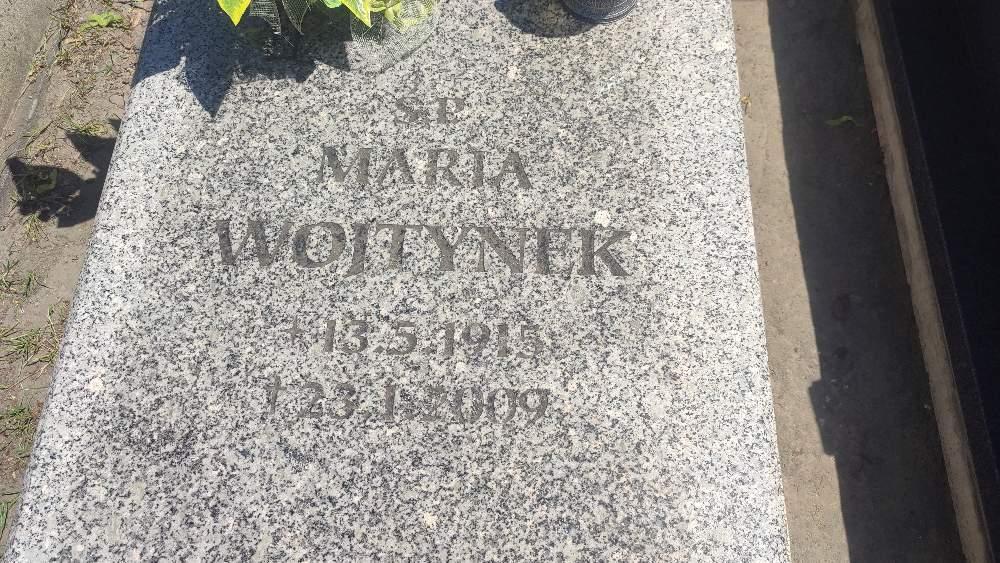 Ś.P.
MARIA
WOJTYNEK
* 13.5.1915
† 23.1.2009